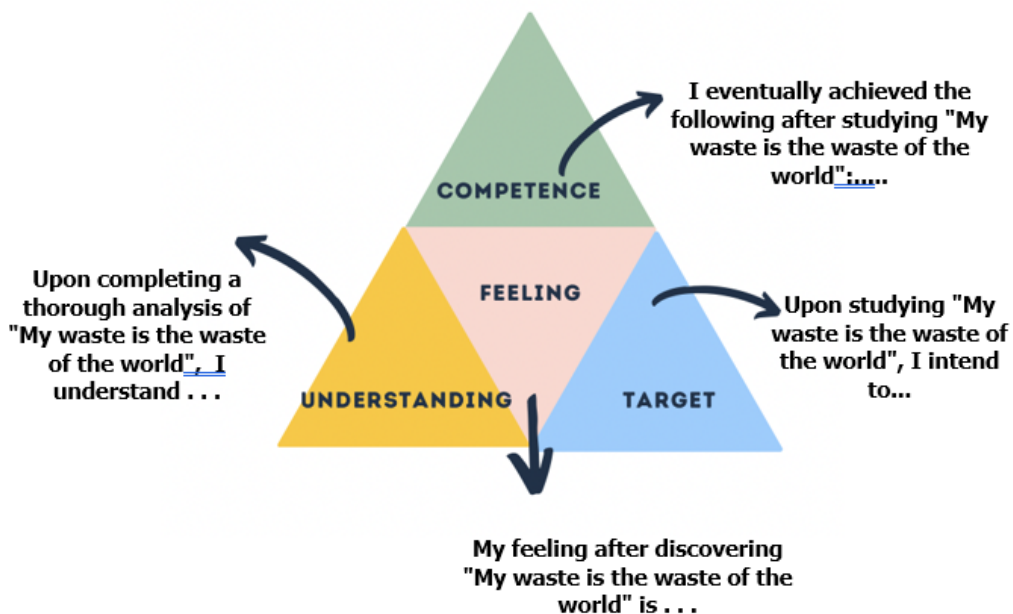 I eventually achieved the
following after studying "My
waste is the waste of the
world":.....
COMPETENCE
Upon completing a
thorough analysis of
"My waste is the waste
of the world", I
understand . . .
FEELING
Upon studying "My
waste is the waste of
the world", I intend
to...
UNDERSTANDING
TARGET
My feeling after discovering
"My waste is the waste of the
world" is . . .